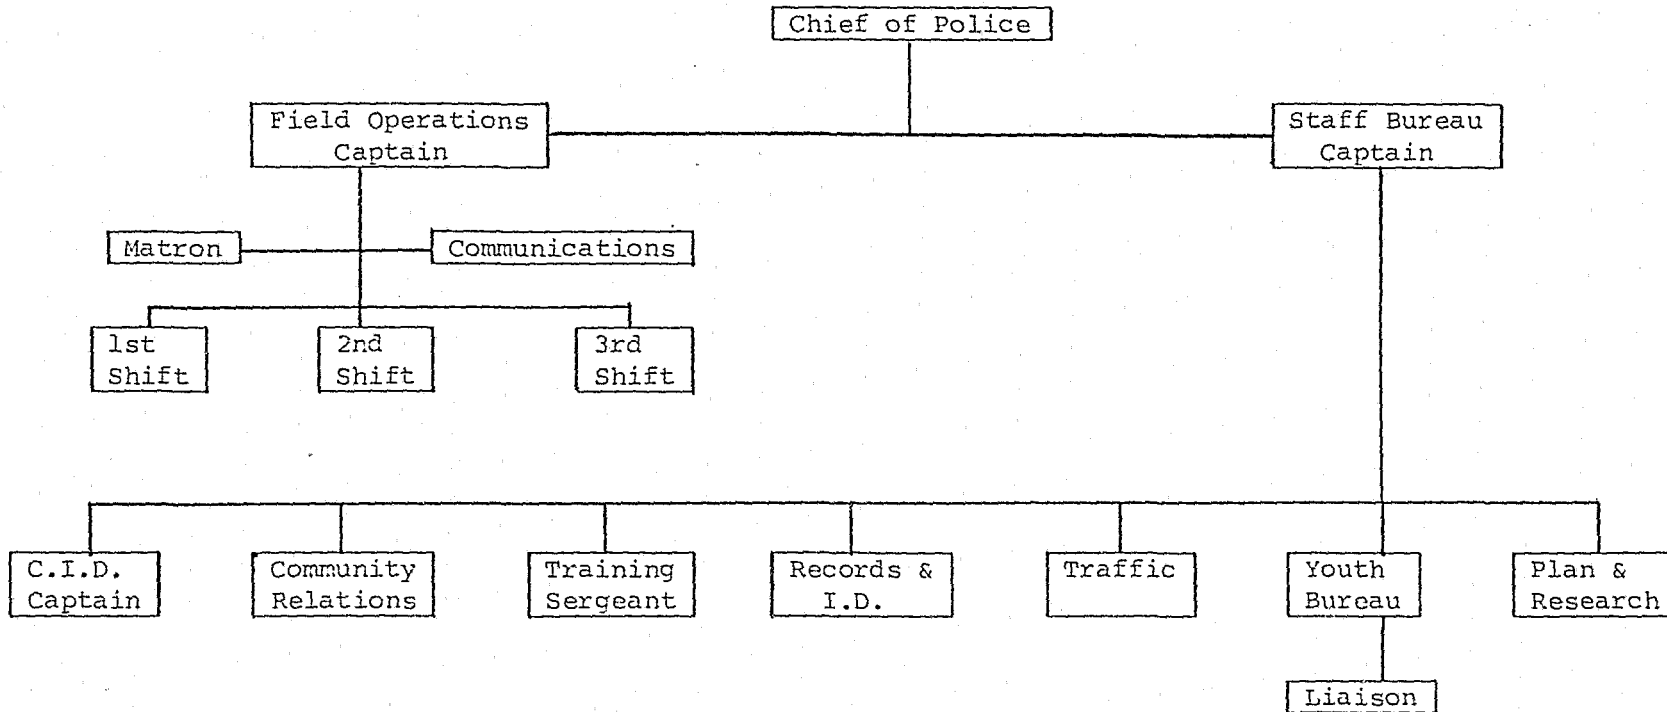 Chief of Police
Field Operations
Captain
Staff Bureau
Captain
Matron
Communications
1st
Shift
2nd
Shift
3rd
Shift
C.I.D.
Captain
Community
Relations
Training
Sergeant
Records &
I.D.
Traffic
Youth
Bureau
Plan &
Research
Liaison